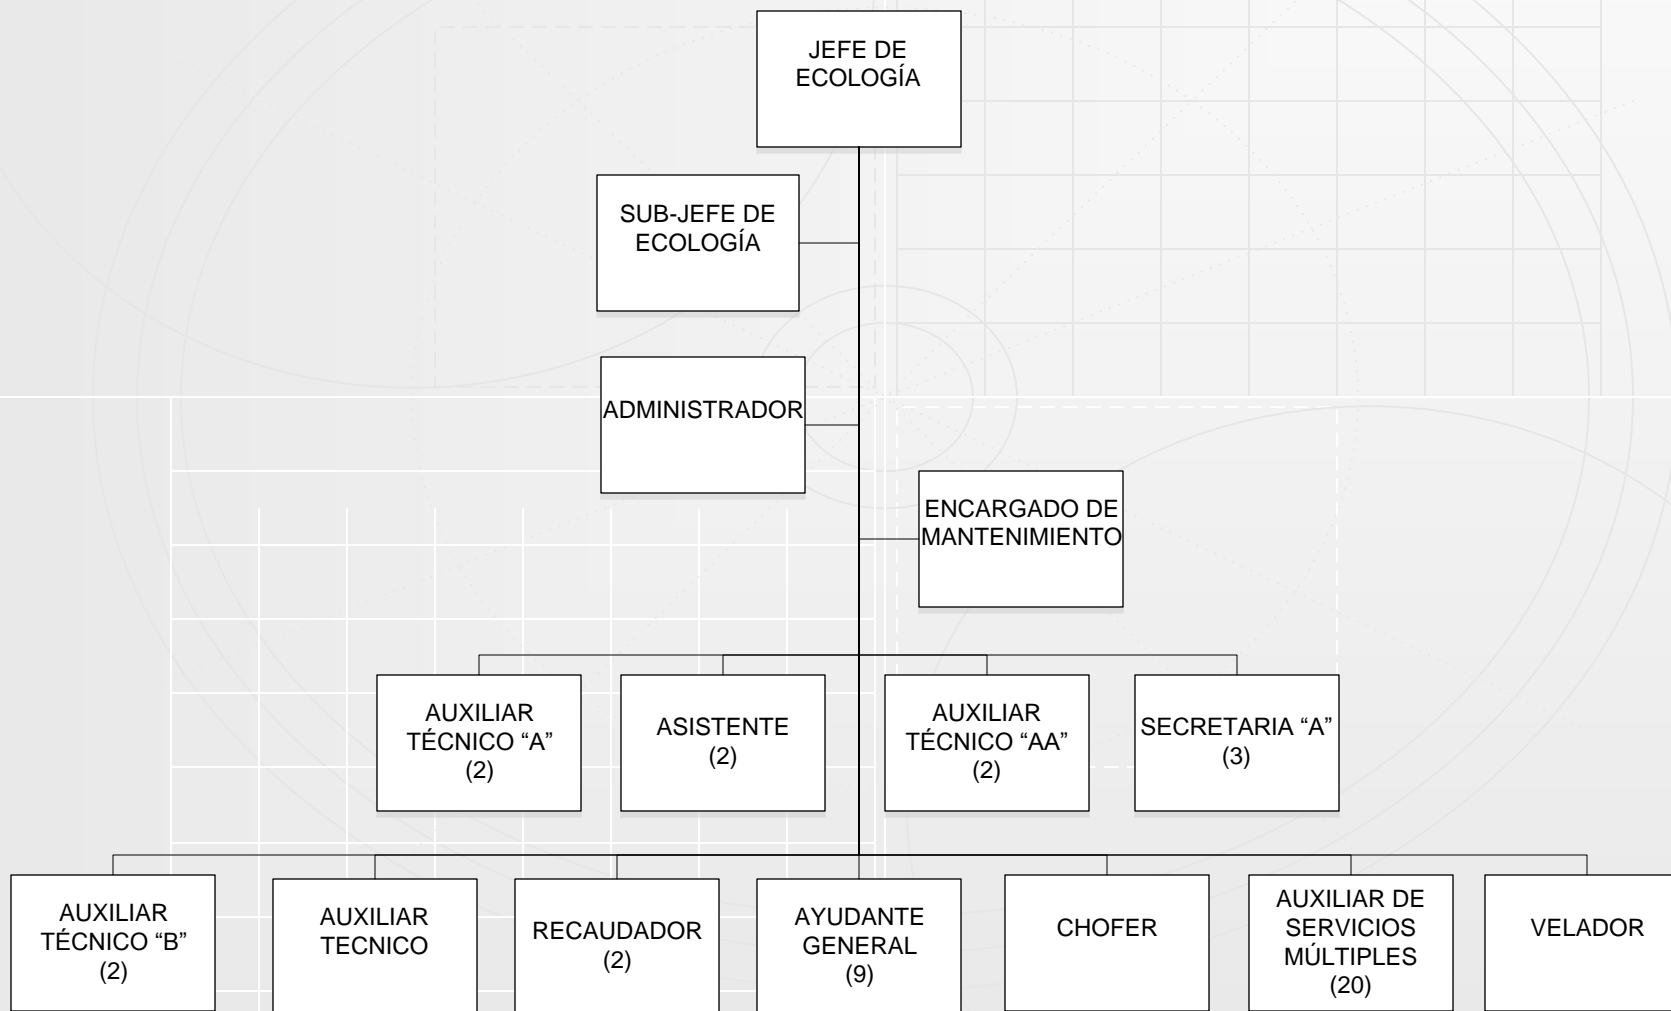 JEFE DE
ECOLOGÍA
SUB-JEFE DE
ECOLOGÍA
ADMINISTRADOR
ENCARGADO DE
MANTENIMIENTO
AUXILIAR
TÉCNICO “A”
(2)
ASISTENTE
(2)
AUXILIAR
TÉCNICO “AA”
(2)
SECRETARIA “A”
(3)
AUXILIAR
TÉCNICO “B”
(2)
AUXILIAR
TECNICO
RECAUDADOR
(2)
AYUDANTE
GENERAL
(9)
CHOFER
AUXILIAR DE
SERVICIOS
MÚLTIPLES
(20)
VELADOR